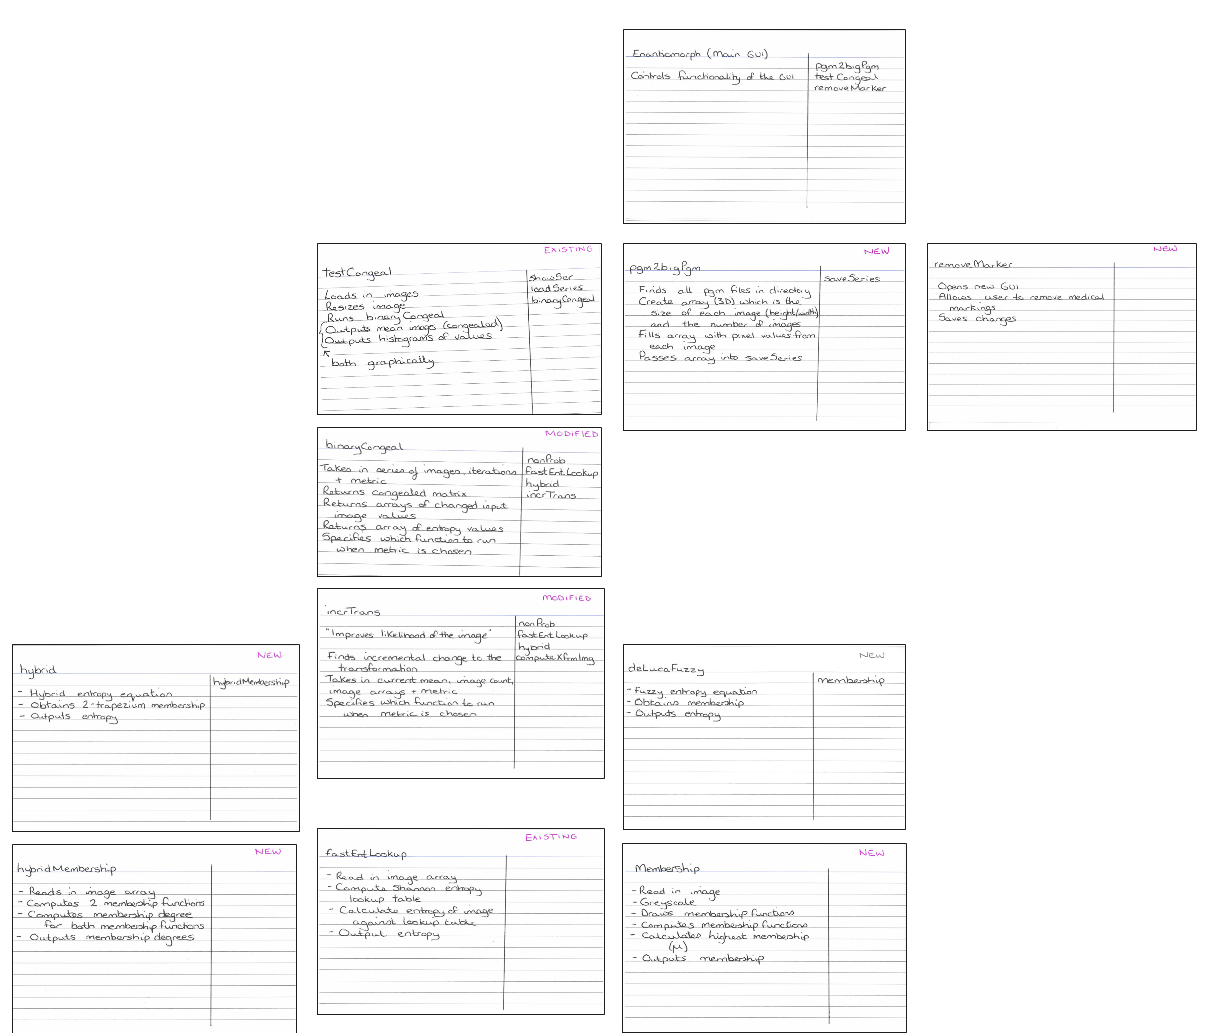 Enantiomorph (Main GUI)
Controls functionality of the GUI
pgm2bigPgm
testCongeal
removeMarker
EXISTING
testCongeal
Loads in images
Resizes image
Runs binaryCongeal
Outputs mean image (congealed)
Outputs histograms of values
both graphically
showSer
loadSeries
binaryCongeal
NEW
pgm2bigPgm
Finds all pgm files in directory
Create array (3D) which is the
size of each image (height/width)
and the number of images
Fills array with pixel values from
each image
Passes array into saveSeries
saveSeries
NEW
removeMarker
Opens new GUI
Allows user to remove medical
markings
Saves changes
MODIFIED
binaryCongeal
Takes in series of images, iterations
+ metric
Returns congealed matrix
Returns arrays of changed input
image values
Returns array of entropy values
Specifies which function to run
when metric is chosen
nonProb
fastEntLookup
hybrid
incrTrans
MODIFIED
incrTrans
"Improves likelihood of the image"
Finds incremental change to the
transformation
Takes in current mean, image count,
image arrays + metric
Specifies which function to run
when metric is chosen
nonProb
fastEntLookup
hybrid
computeXfrmImg
NEW
hybrid
- Hybrid entropy equation
- Obtains 2-trapezium membership
- Outputs entropy
hybridMembership
NEW
deLucaFuzzy
- Fuzzy entropy equation
- Obtains membership
- Outputs entropy
membership
NEW
hybridMembership
- Reads in image array
- Computes 2 membership functions
- Computes membership degree
for both membership functions
- Outputs membership degrees
EXISTING
fastEntLookup
- Read in image array
- Compute Shannon entropy
lookup table
- Calculate entropy of image
against lookup table
- Output entropy
NEW
Membership
- Read in image
- Greyscale
- Draws membership functions
- Computes membership functions
- Calculates highest membership
(μ)
- Outputs membership